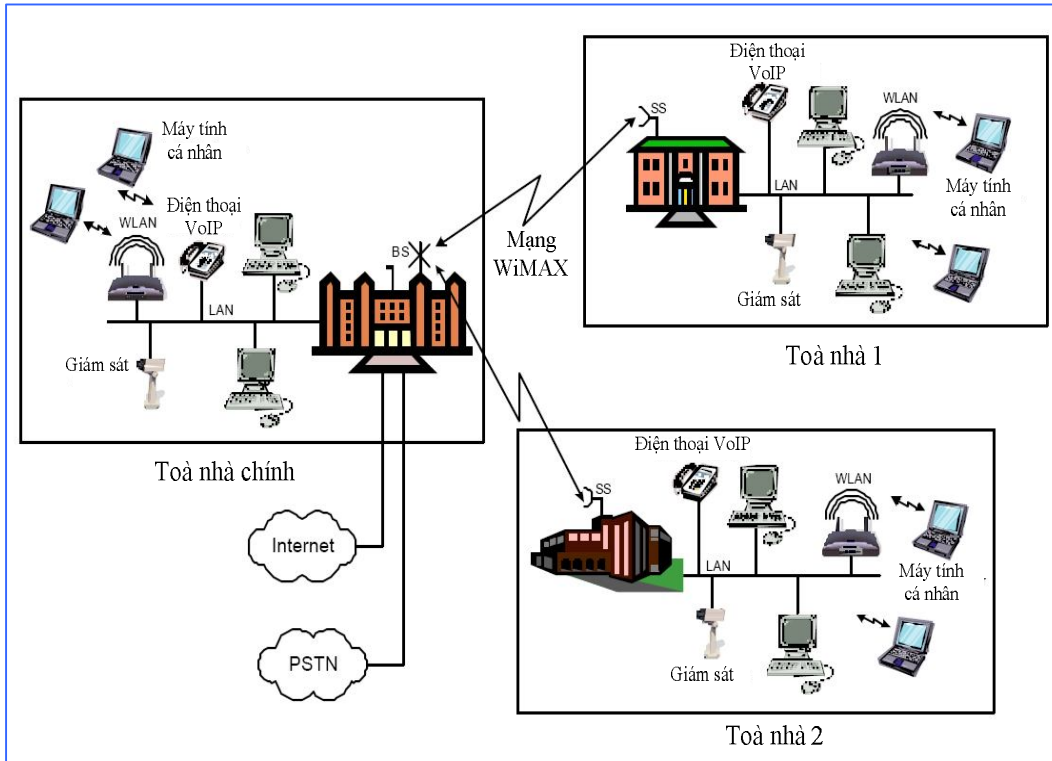 Máy tính
cá nhân
WLAN
Điện thoại
VoIP
BS
LAN
Giám sát
Toà nhà chính
Internet
PSTN
Mạng
WiMAX
SS
Điện thoại
VoIP
WLAN
LAN
Máy tính
cá nhân
Giám sát
Toà nhà 1
SS
Điện thoại VoIP
WLAN
LAN
Máy tính
cá nhân
Giám sát
Toà nhà 2